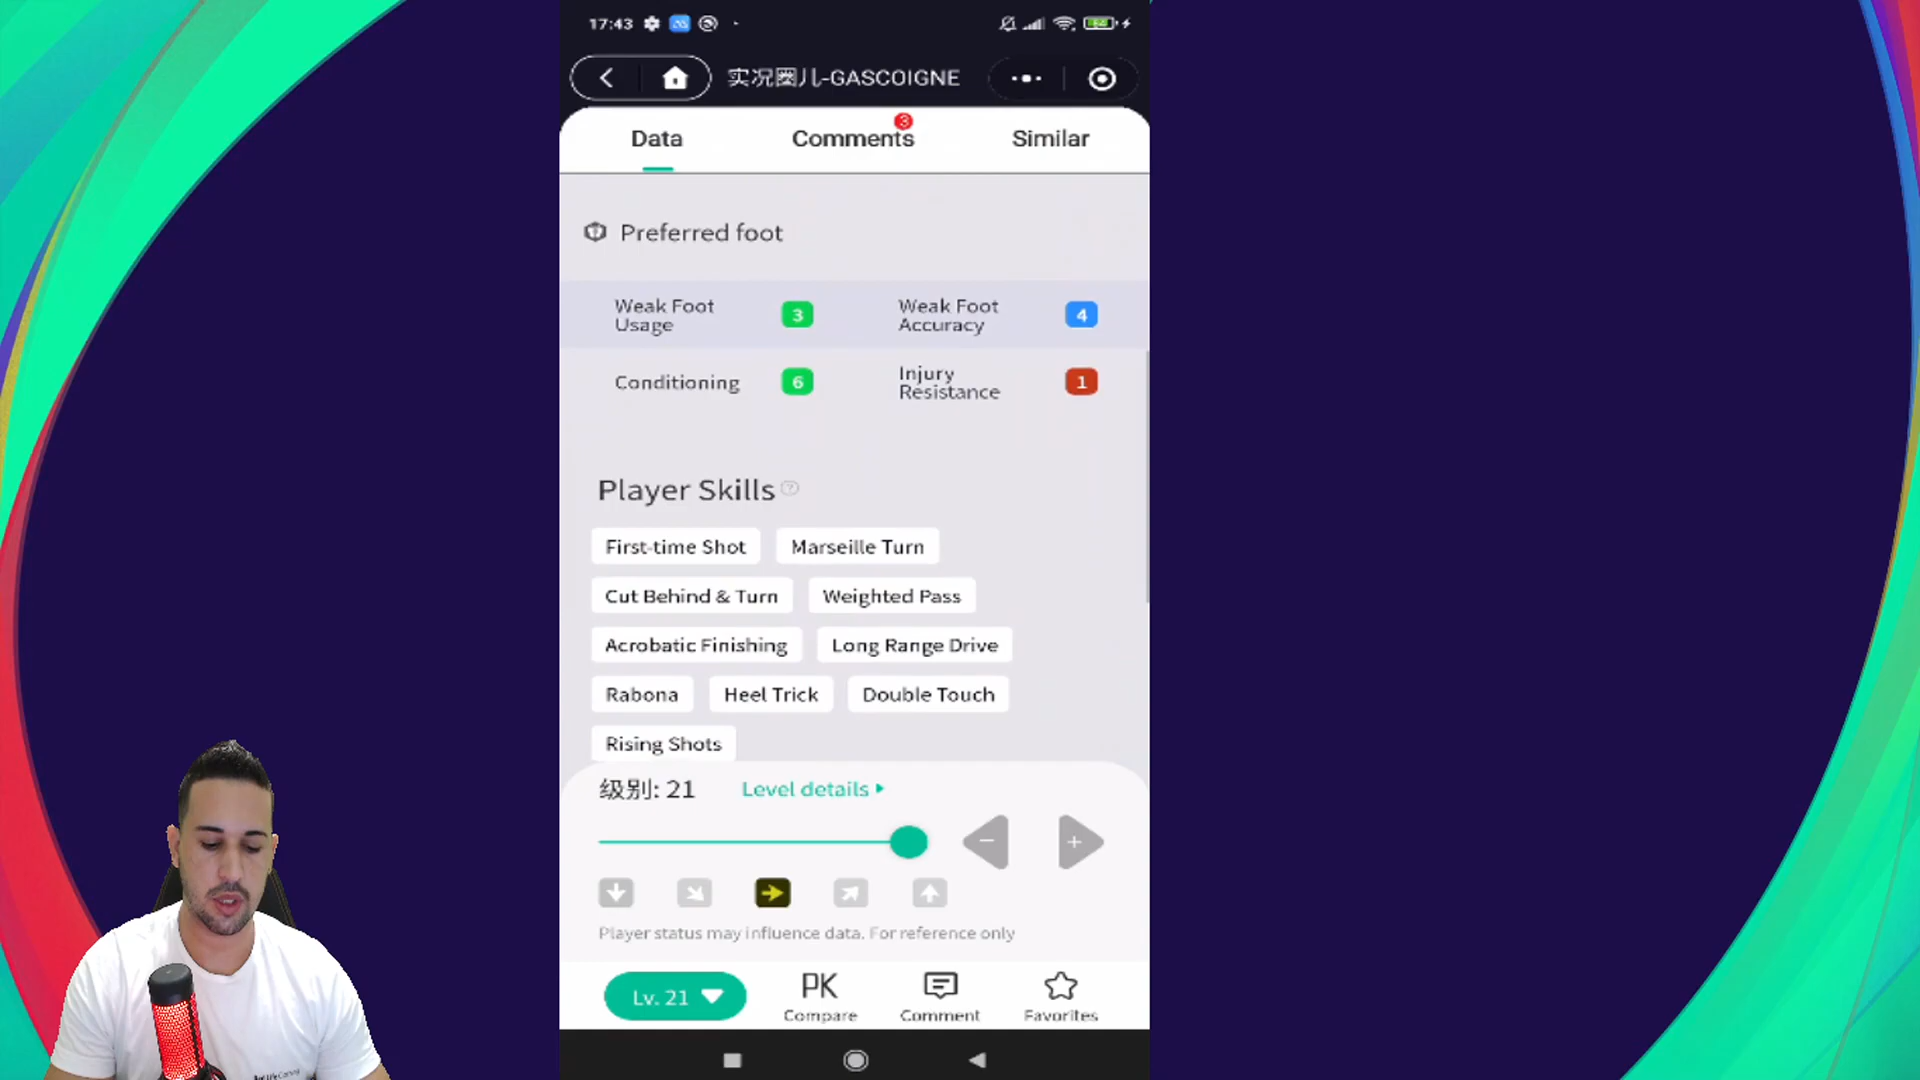 17:43
实况圈儿-GASCOIGNE
Data
Comments
3
Similar
Preferred foot
Weak Foot
Usage
3
Weak Foot
Accuracy
4
Conditioning
6
Injury
Resistance
1
Player Skills
First-time Shot
Marseille Turn
Cut Behind & Turn
Weighted Pass
Acrobatic Finishing
Long Range Drive
Rabona
Heel Trick
Double Touch
Rising Shots
级别: 21
Level details
Player status may influence data. For reference only
Lv. 21
PK
Compare
Comment
Favorites